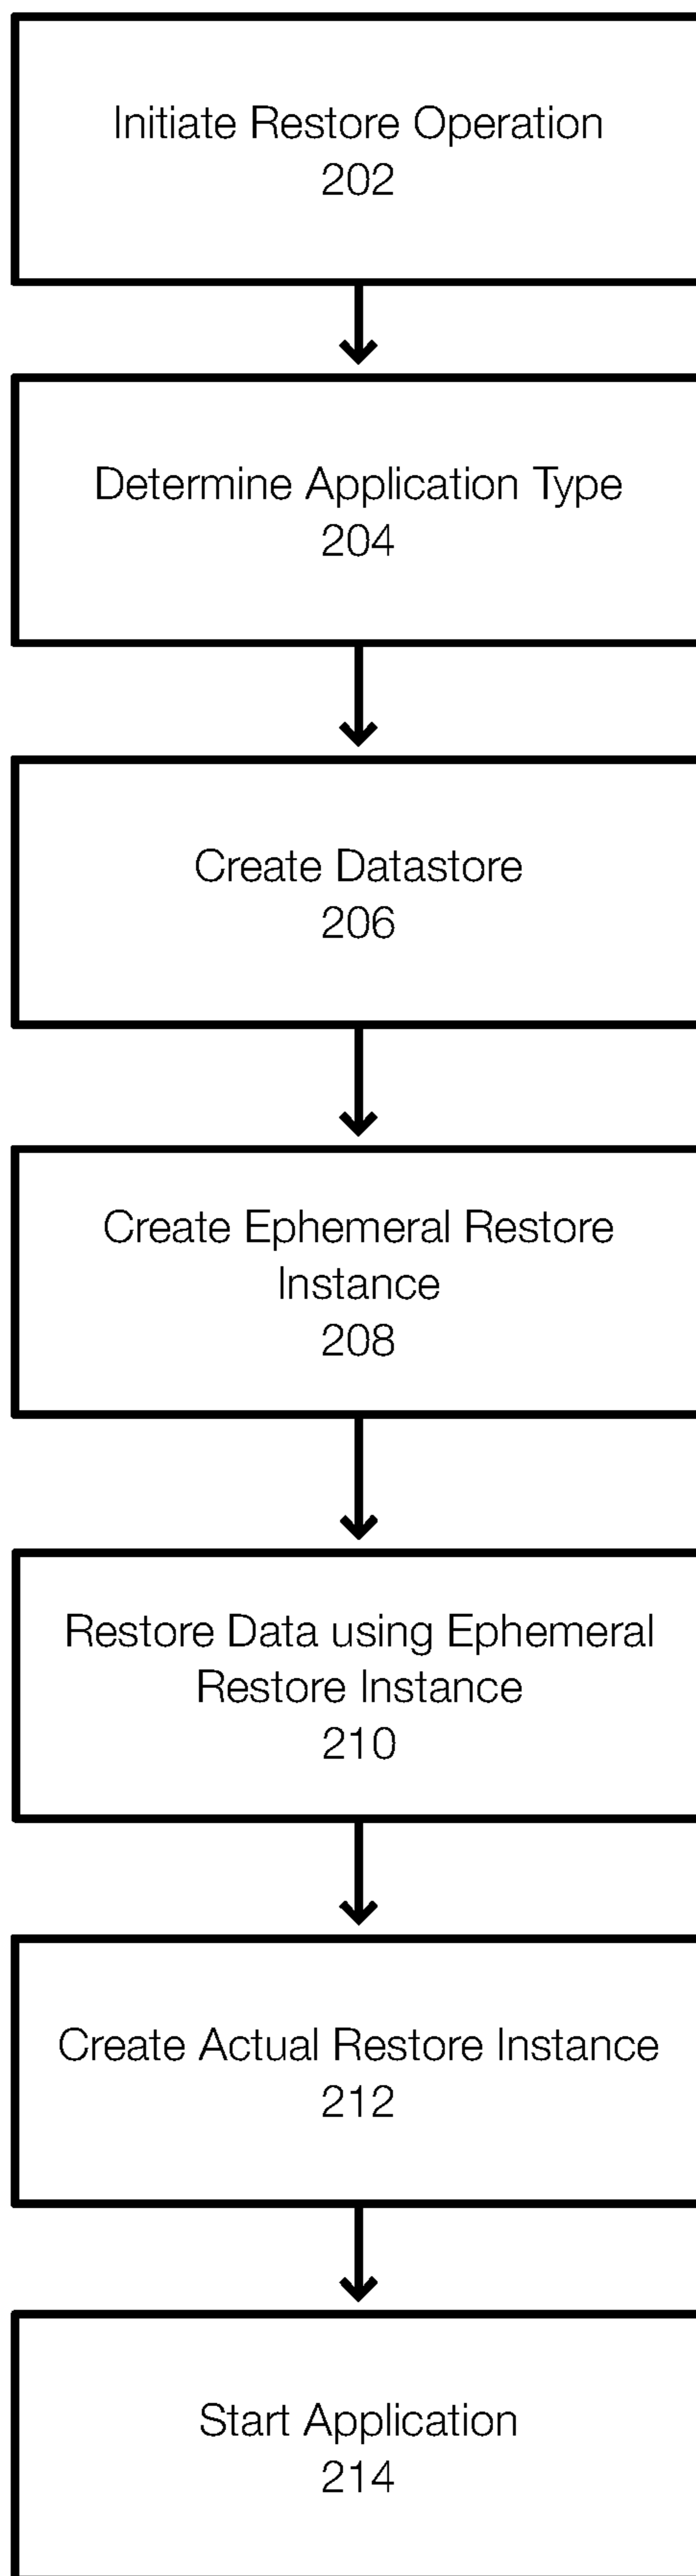 Initiate Restore Operation
202
Determine Application Type
204
Create Datastore
206
Create Ephemeral Restore
Instance
208
Restore Data using Ephemeral
Restore Instance
210
Create Actual Restore Instance
212
Start Application
214